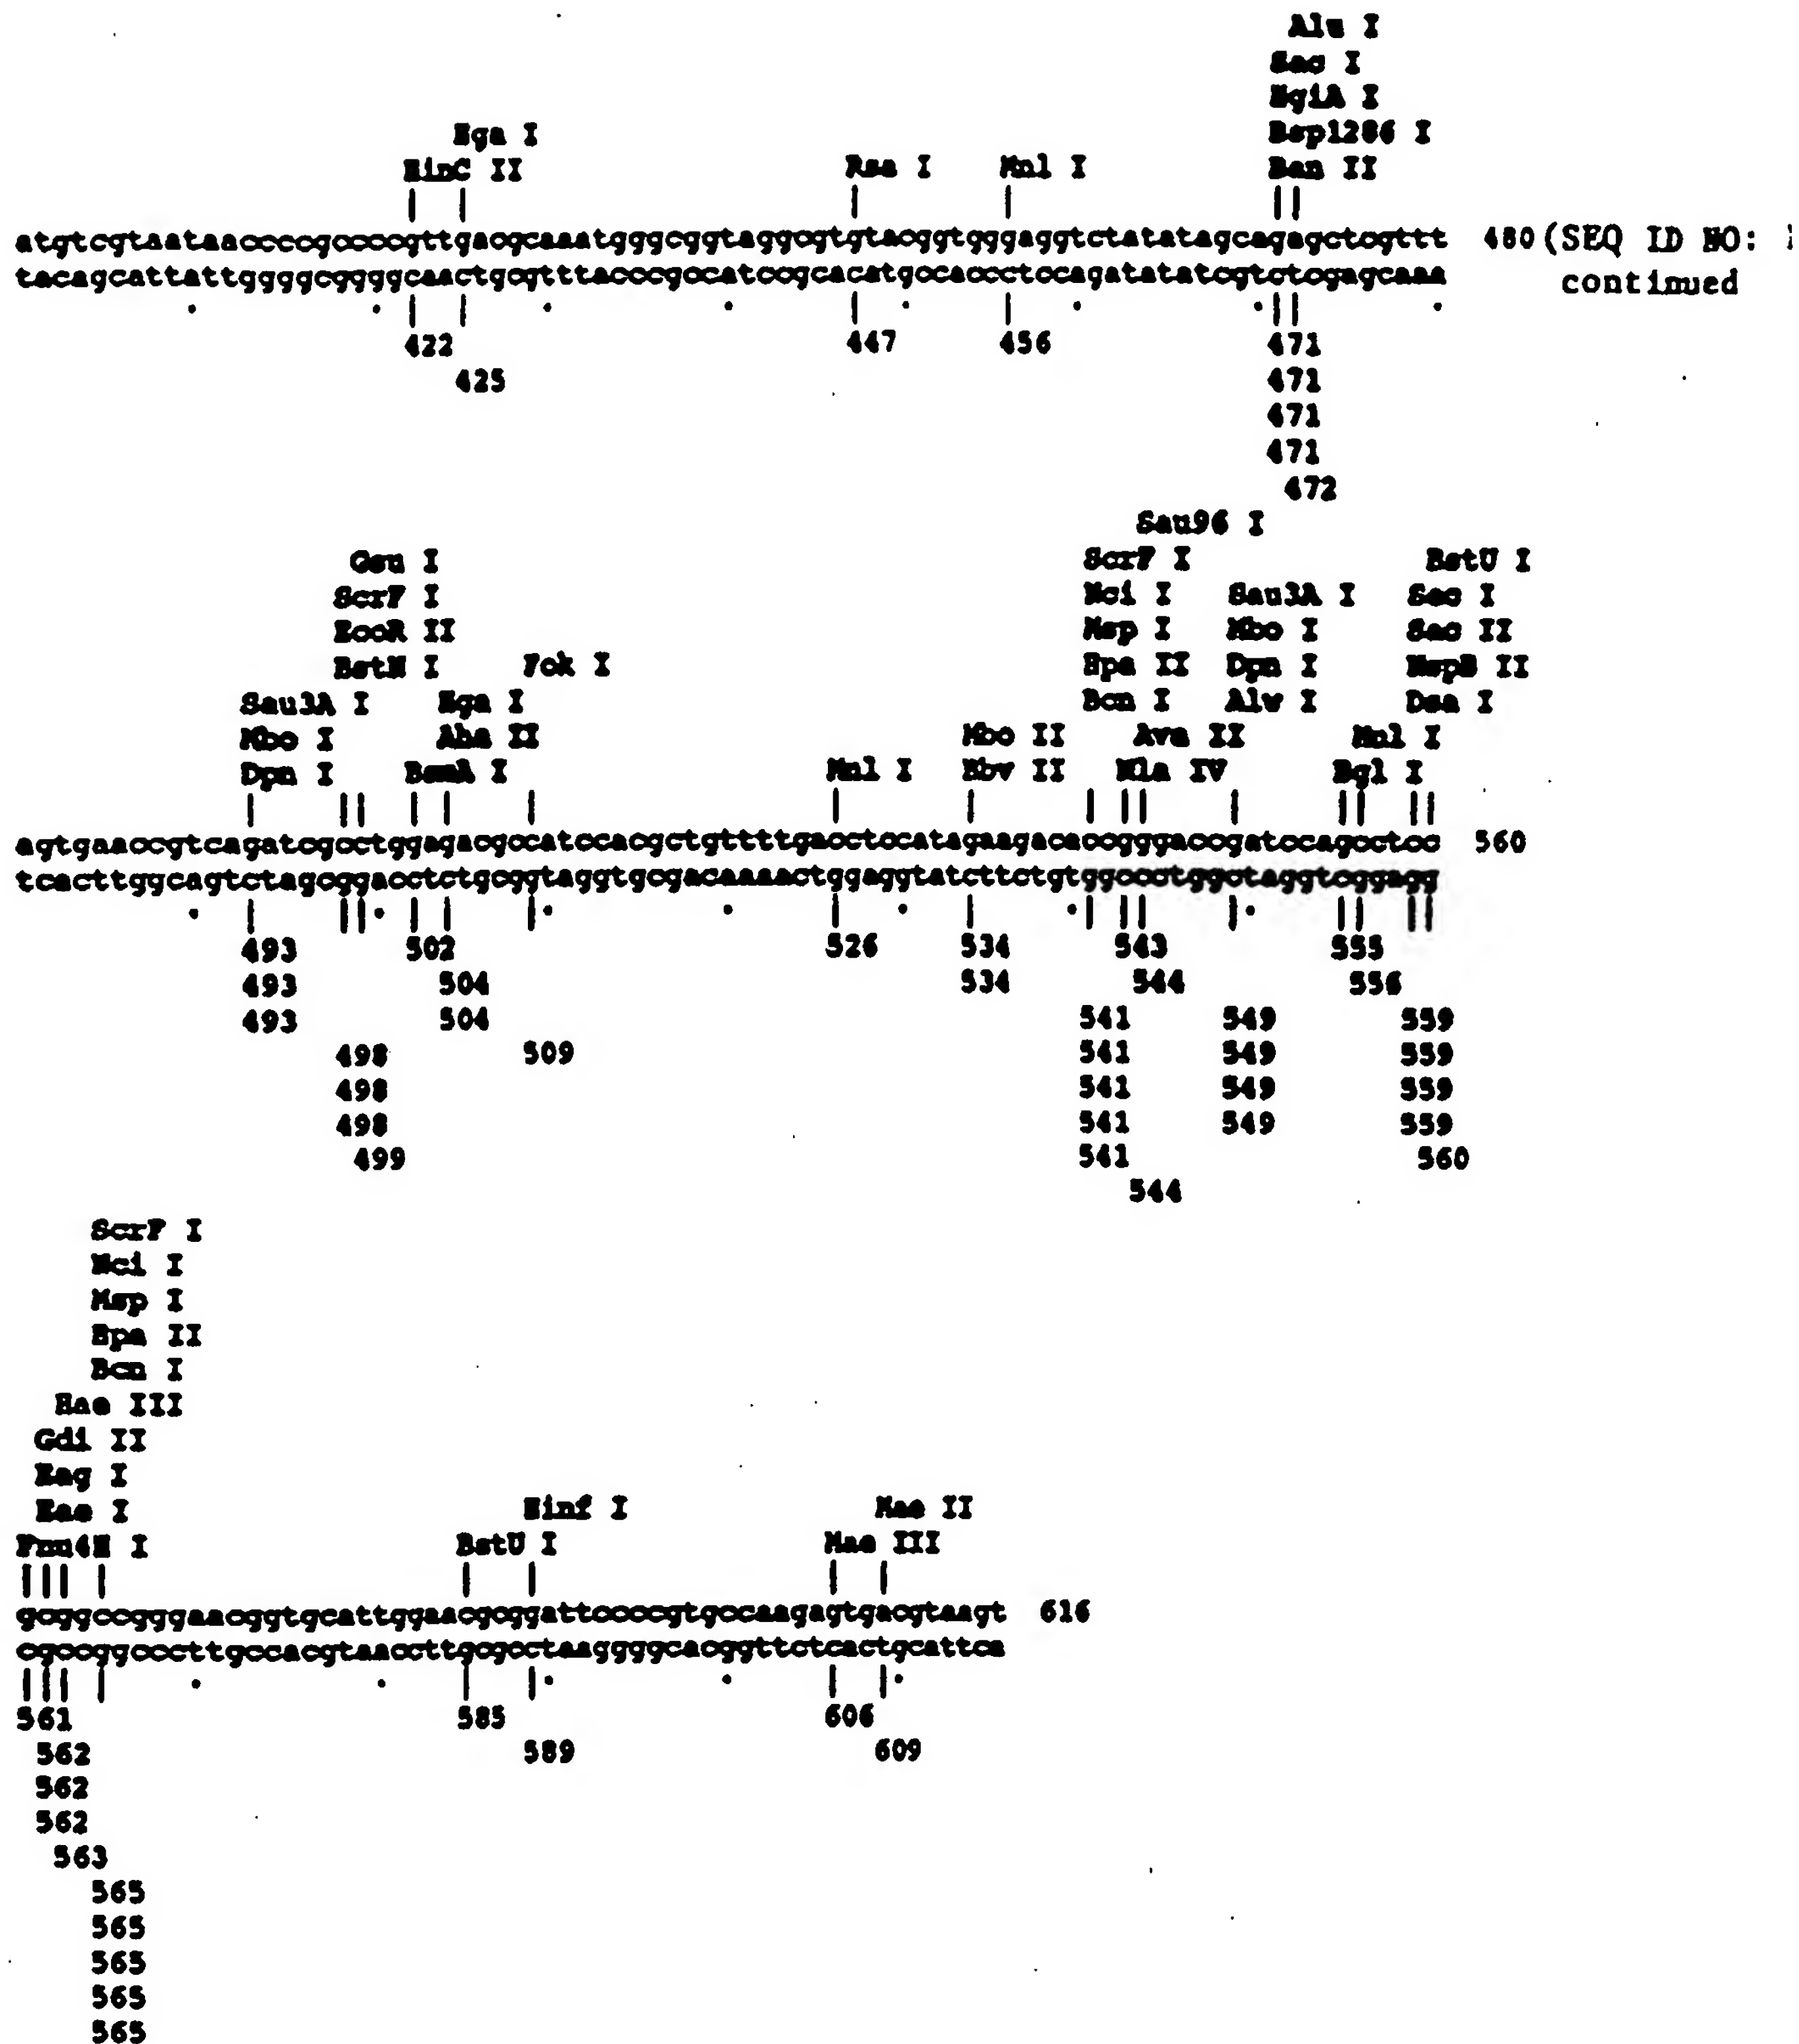 Alu I
Sac I
HgiA I
Hga I Bsp1286 I
HinC II Rsa I Mnl I Ban II
atgtcgtaataaccccgccccgttgacgcaaatgggcggtaggcgtgtacggtgggaggtctatatagcagagctcgttt 480 (SEQ ID NO:
tacagcattattggggcggggcaactgcgtttacccgccatccgcacatgccaccctccagatatatcgtctcgagcaaa continued
422 447 456 471
425 471
471
471
472
Sau96 I
Gsu I ScrF I BstU I
ScrF I Nci I Sau3A I Sec I
EcoR II Msp I Mbo I Sac II
BstN I Fok I Hpa II Dpn I NspB II
Sau3A I Hga I Bcn I Alw I Dsa I
Mbo I Aha II Mbo II Ava II Mnl I
Dpn I BsmA I Mnl I Bbv II Nla IV Bgl I
agtgaaccgtcagatcgcctggagacgccatccacgctgttttgacctccatagaagacaccgggaccgatccagcctcc 560
tcacttggcagtctagcggacctctgcggtaggtgcgacaaaactggaggtatcttctgtggccctggctaggtcggagg
493 502 526 534 543 555
493 504 534 544 556
493 504 541 549 559
498 509 541 549 559
498 541 549 559
498 541 549 559
499 541 560
544
ScrF I
Nci I
Msp I
Hpa II
Bcn I
Hae III
Gdi II
Eag I
Eae I Hinf I Mae II
Fnu4H I BstU I Mae III
gcggccgggaacggtgcattggaacgcggattccccgtgccaagagtgacgtaagt 616
cgccggcccttgccacgtaaccttgcgcctaaggggcacggttctcactgcattca
561 585 606
562 589 609
562
562
563
565
565
565
565
565